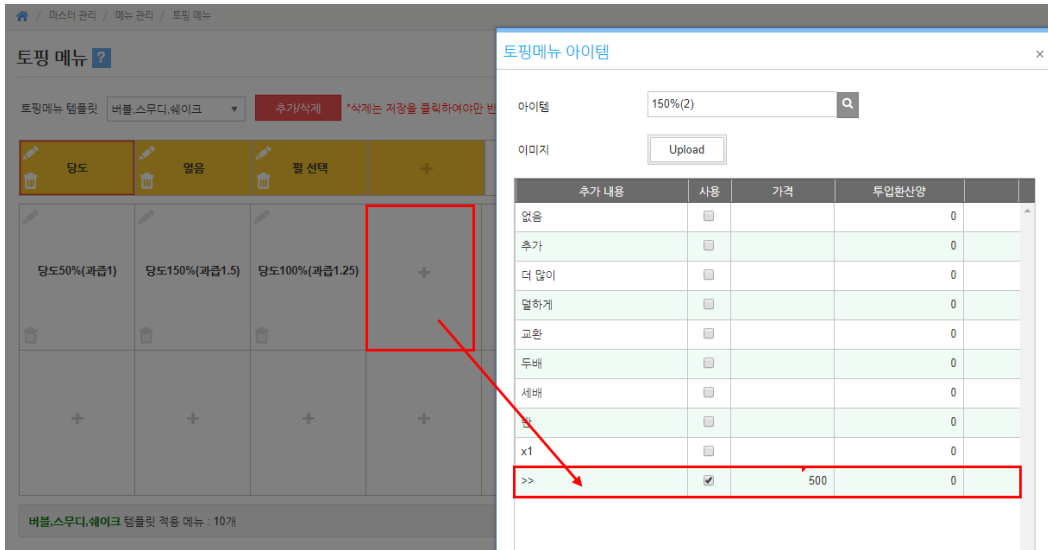 / 마스터 관리 / 메뉴 관리 / 토핑 메뉴
토핑 메뉴 ?
토핑메뉴 템플릿 버블,스무디,쉐이크 추가/삭제 *삭제는 저장을 클릭하여야만 반
당도 얼음 펄 선택 +
당도50%(과즙1) 당도150%(과즙1.5) 당도100%(과즙1.25) +
+ + + +
버블,스무디,쉐이크 템플릿 적용 메뉴 : 10개
토핑메뉴 아이템 ×
아이템 150%(2)
이미지 Upload
추가 내용 사용 가격 투입환산양
없음 0
추가 0
더 많이 0
덜하게 0
교환 0
두배 0
세배 0
반 0
x1 0
>> 500 0